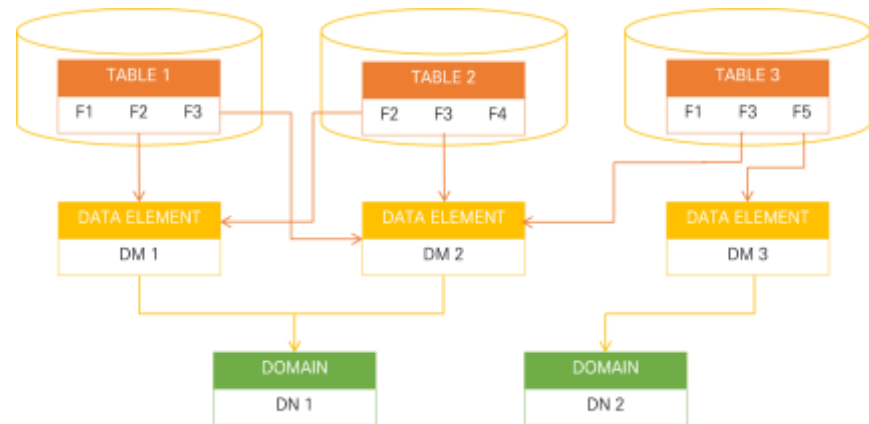 TABLE 1
F1 F2 F3
TABLE 2
F2 F3 F4
TABLE 3
F1 F3 F5
DATA ELEMENT
DM 1
DATA ELEMENT
DM 2
DATA ELEMENT
DM 3
DOMAIN
DN 1
DOMAIN
DN 2